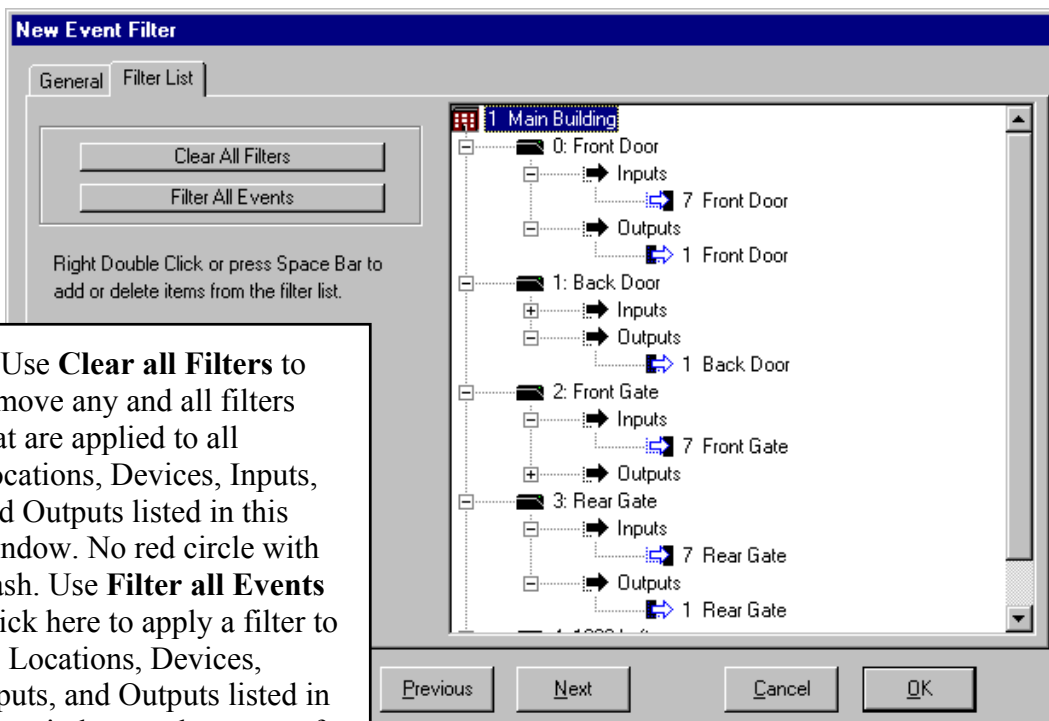 New Event Filter
General Filter List
Clear All Filters
Filter All Events
Right Double Click or press Space Bar to
add or delete items from the filter list.
1 Main Building
0: Front Door
Inputs
7 Front Door
Outputs
1 Front Door
1: Back Door
Inputs
Outputs
1 Back Door
2: Front Gate
Inputs
7 Front Gate
Outputs
3: Rear Gate
Inputs
7 Rear Gate
Outputs
1 Rear Gate
Use Clear all Filters to
move any and all filters
at are applied to all
ocations, Devices, Inputs,
d Outputs listed in this
indow. No red circle with
ash. Use Filter all Events
ick here to apply a filter to
Locations, Devices,
puts, and Outputs listed in
Previous Next Cancel OK